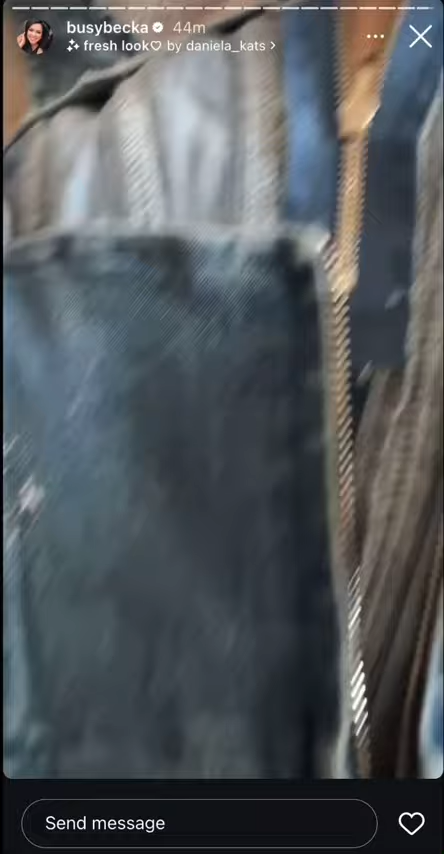 busybecka 44m
✨ fresh look♡ by daniela_kats >
Send message